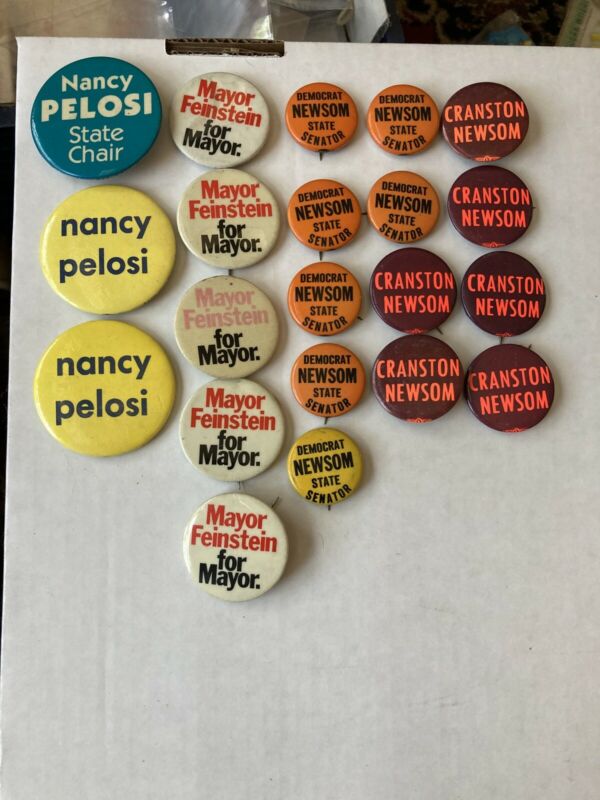 Nancy
PELOSI
State
Chair
nancy
pelosi
nancy
pelosi
Mayor
Feinstein
for
Mayor.
Mayor
Feinstein
for
Mayor.
Mayor
Feinstein
for
Mayor.
Mayor
Feinstein
for
Mayor.
Mayor
Feinstein
for
Mayor.
DEMOCRAT
NEWSOM
STATE
SENATOR
DEMOCRAT
NEWSOM
STATE
SENATOR
DEMOCRAT
NEWSOM
STATE
SENATOR
DEMOCRAT
NEWSOM
STATE
SENATOR
DEMOCRAT
NEWSOM
STATE
SENATOR
DEMOCRAT
NEWSOM
STATE
SENATOR
DEMOCRAT
NEWSOM
STATE
SENATOR
CRANSTON
NEWSOM
CRANSTON
NEWSOM
CRANSTON
NEWSOM
CRANSTON
NEWSOM
CRANSTON
NEWSOM
CRANSTON
NEWSOM